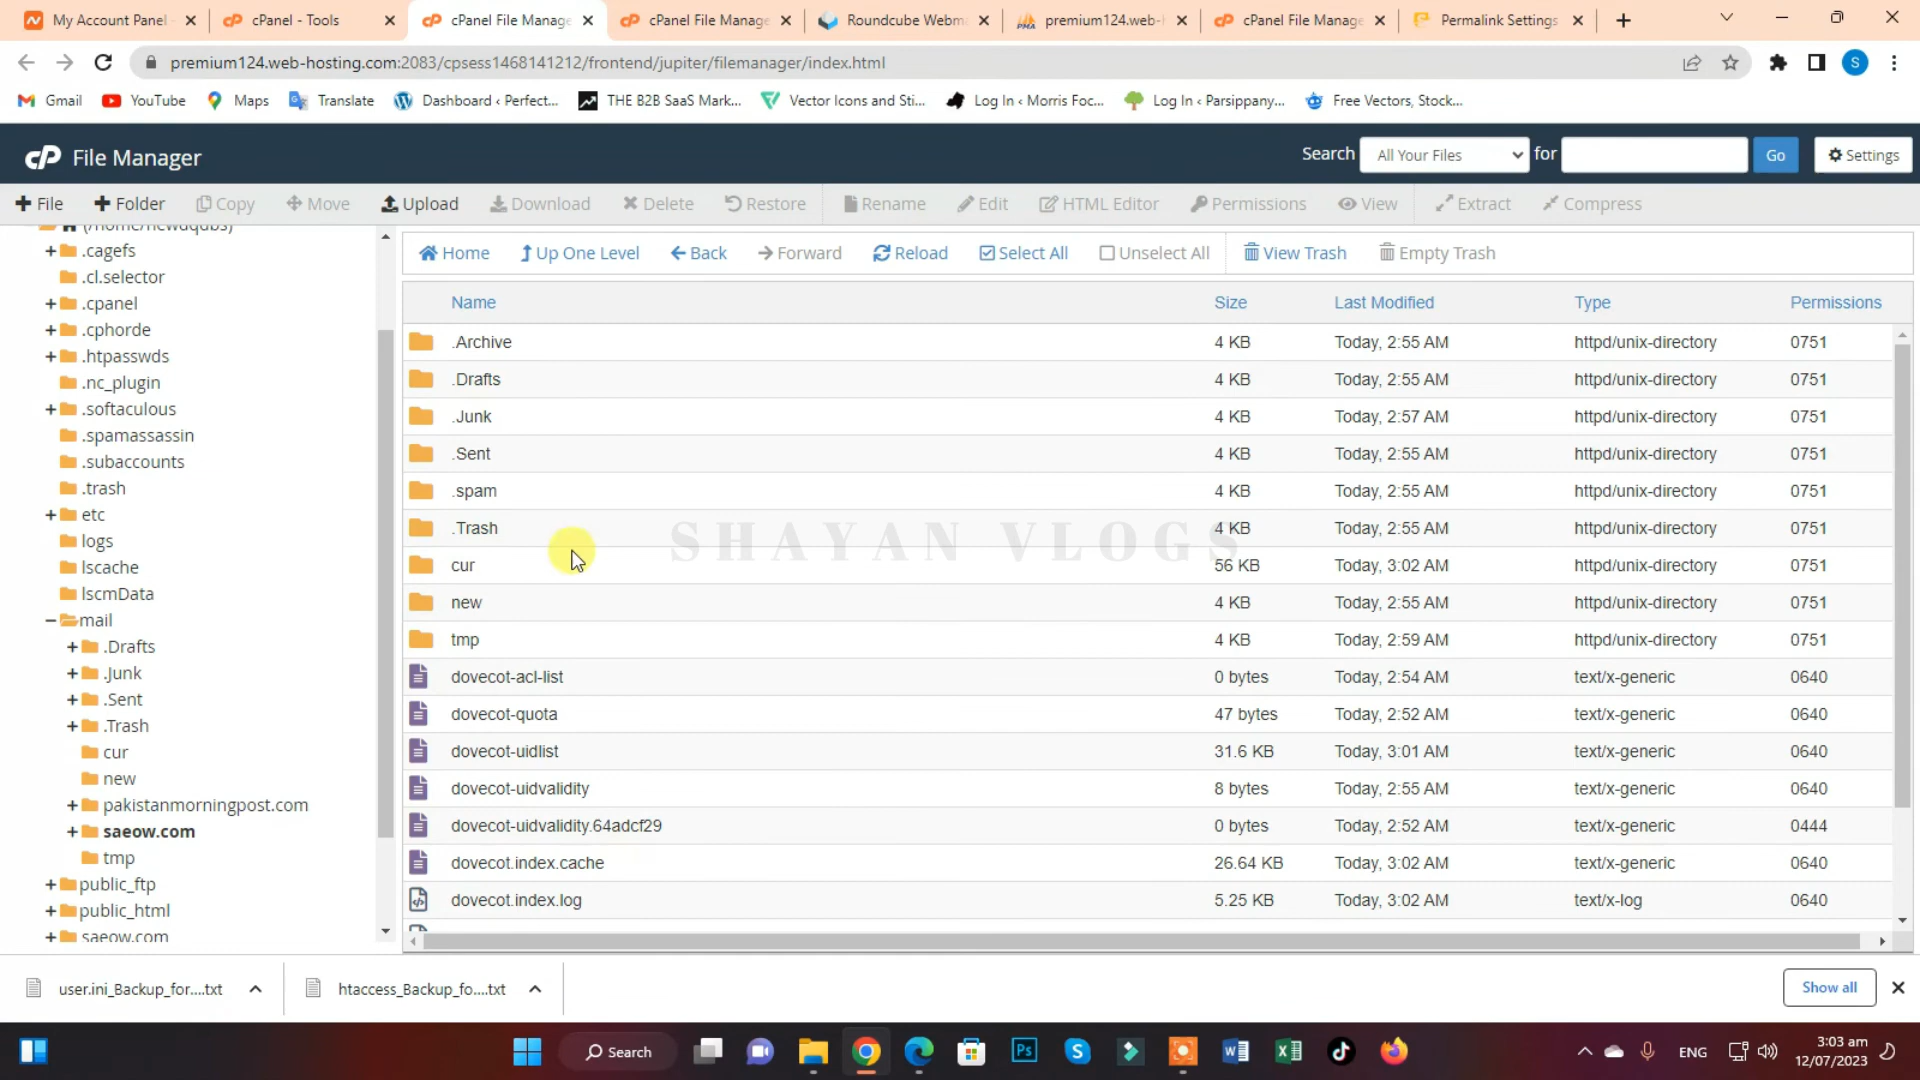 My Account Panel
cPanel - Tools
cPanel File Manage
cPanel File Manage
Roundcube Webma
premium124.web-
cPanel File Manage
Permalink Settings
premium124.web-hosting.com:2083/cpsess1468141212/frontend/jupiter/filemanager/index.html
S
Gmail
YouTube
Maps
Translate
Dashboard ‹ Perfect...
THE B2B SaaS Mark...
Vector Icons and Sti...
Log In ‹ Morris Foc...
Log In ‹ Parsippany,...
Free Vectors, Stock...
cP File Manager
Search All Your Files for Go Settings
File
Folder
Copy
Move
Upload
Download
Delete
Restore
Rename
Edit
HTML Editor
Permissions
View
Extract
Compress
.cagefs
.cl.selector
.cpanel
.cphorde
.htpasswds
.nc_plugin
.softaculous
.spamassassin
.subaccounts
.trash
etc
logs
lscache
lscmData
mail
.Drafts
.Junk
.Sent
.Trash
cur
new
pakistanmorningpost.com
saeow.com
tmp
public_ftp
public_html
saeow.com
Home
Up One Level
Back
Forward
Reload
Select All
Unselect All
View Trash
Empty Trash
Name Size Last Modified Type Permissions
.Archive 4 KB Today, 2:55 AM httpd/unix-directory 0751
.Drafts 4 KB Today, 2:55 AM httpd/unix-directory 0751
.Junk 4 KB Today, 2:57 AM httpd/unix-directory 0751
.Sent 4 KB Today, 2:55 AM httpd/unix-directory 0751
.spam 4 KB Today, 2:55 AM httpd/unix-directory 0751
.Trash 4 KB Today, 2:55 AM httpd/unix-directory 0751
SHAYAN VLOGS
cur 56 KB Today, 3:02 AM httpd/unix-directory 0751
new 4 KB Today, 2:55 AM httpd/unix-directory 0751
tmp 4 KB Today, 2:59 AM httpd/unix-directory 0751
dovecot-acl-list 0 bytes Today, 2:54 AM text/x-generic 0640
dovecot-quota 47 bytes Today, 2:52 AM text/x-generic 0640
dovecot-uidlist 31.6 KB Today, 3:01 AM text/x-generic 0640
dovecot-uidvalidity 8 bytes Today, 2:55 AM text/x-generic 0640
dovecot-uidvalidity.64adcf29 0 bytes Today, 2:52 AM text/x-generic 0444
dovecot.index.cache 26.64 KB Today, 3:02 AM text/x-generic 0640
dovecot.index.log 5.25 KB Today, 3:02 AM text/x-log 0640
user.ini_Backup_for....txt
htaccess_Backup_fo....txt
Show all
Search
Ps
ENG
3:03 am
12/07/2023